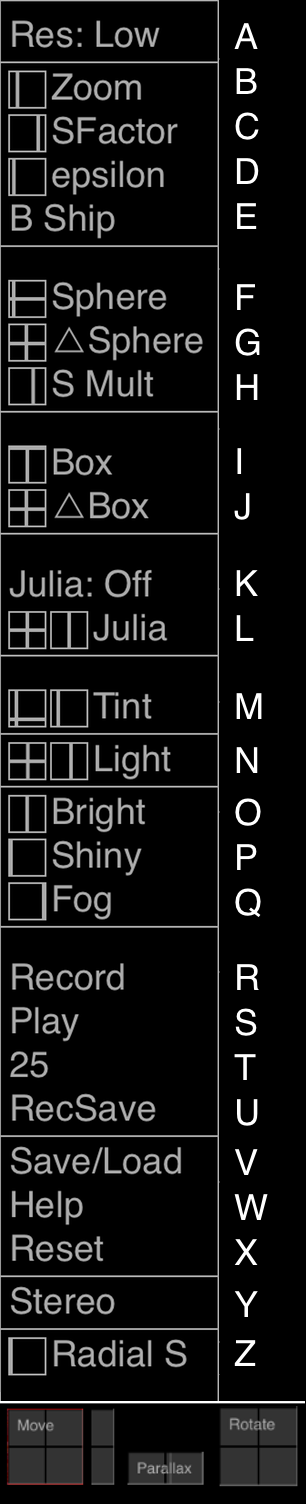 Res: Low A
Zoom B
SFactor C
epsilon D
B Ship E
Sphere F
△Sphere G
S Mult H
Box I
△Box J
Julia: Off K
Julia L
Tint M
Light N
Bright O
Shiny P
Fog Q
Record R
Play S
25 T
RecSave U
Save/Load V
Help W
Reset X
Stereo Y
Radial S Z
Move Rotate
Parallax